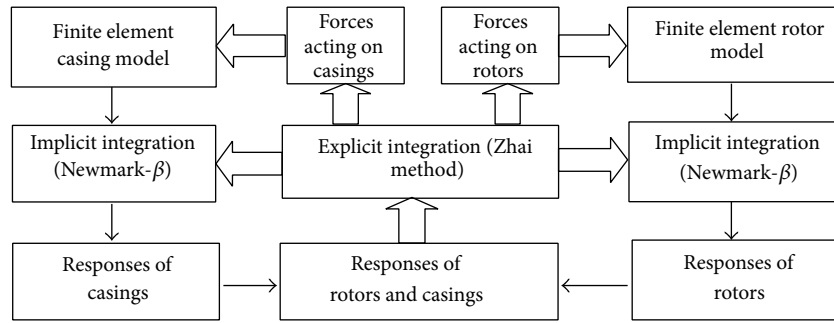 Finite element
casing model
Forces
acting on
casings
Forces
acting on
rotors
Finite element rotor
model
Implicit integration
(Newmark-β)
Explicit integration (Zhai
method)
Implicit integration
(Newmark-β)
Responses of
casings
Responses of
rotors and casings
Responses of
rotors